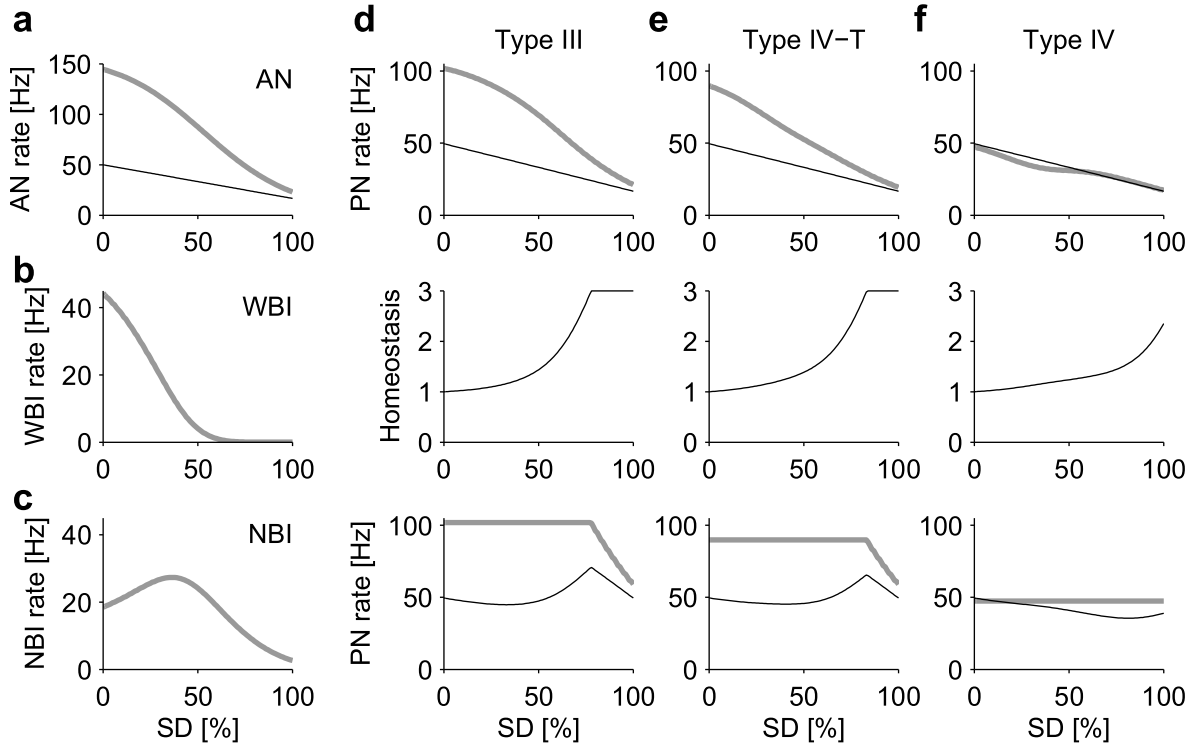 a
AN rate [Hz]
150
100
50
0
AN
0 50 100
b
WBI rate [Hz]
40
20
0
WBI
0 50 100
c
NBI rate [Hz]
40
20
0
NBI
0 50 100
SD [%]
d
Type III
PN rate [Hz]
100
50
0
0 50 100
Homeostasis
3
2
1
0
0 50 100
PN rate [Hz]
100
50
0
0 50 100
SD [%]
e
Type IV−T
100
50
0
0 50 100
3
2
1
0
0 50 100
100
50
0
0 50 100
SD [%]
f
Type IV
100
50
0
0 50 100
3
2
1
0
0 50 100
100
50
0
0 50 100
SD [%]